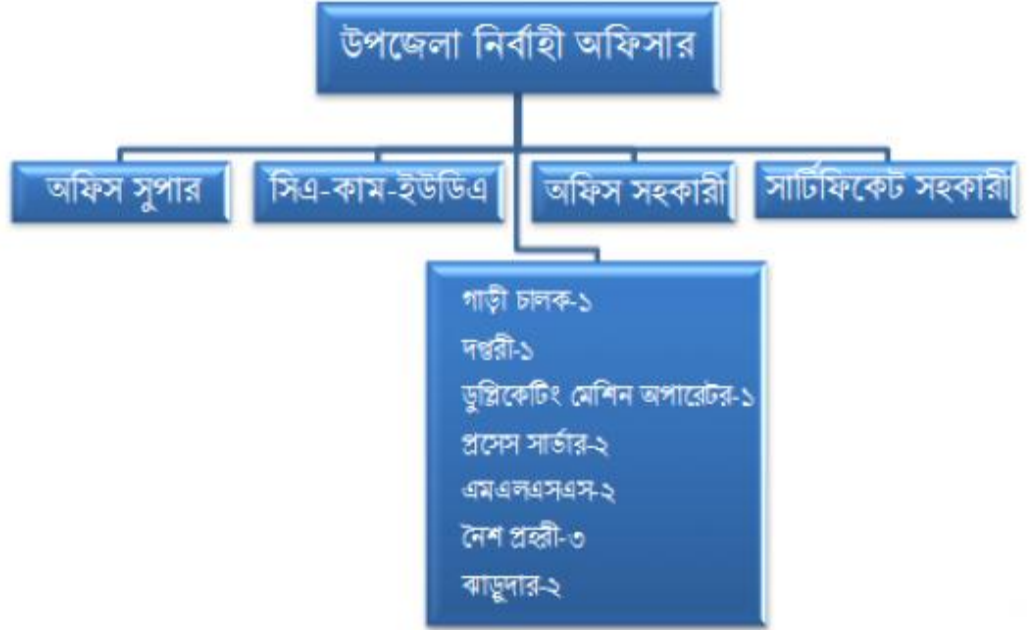 উপজেলা নির্বাহী অফিসার
অফিস সুপার
সিএ-কাম-ইউডিএ
অফিস সহকারী
সার্টিফিকেট সহকারী
গাড়ী চালক-১
দপ্তরী-১
ডুপ্লিকেটিং মেশিন অপারেটর-১
প্রসেস সার্ভার-২
এমএলএসএস-২
নৈশ প্রহরী-৩
ঝাড়ুদার-২